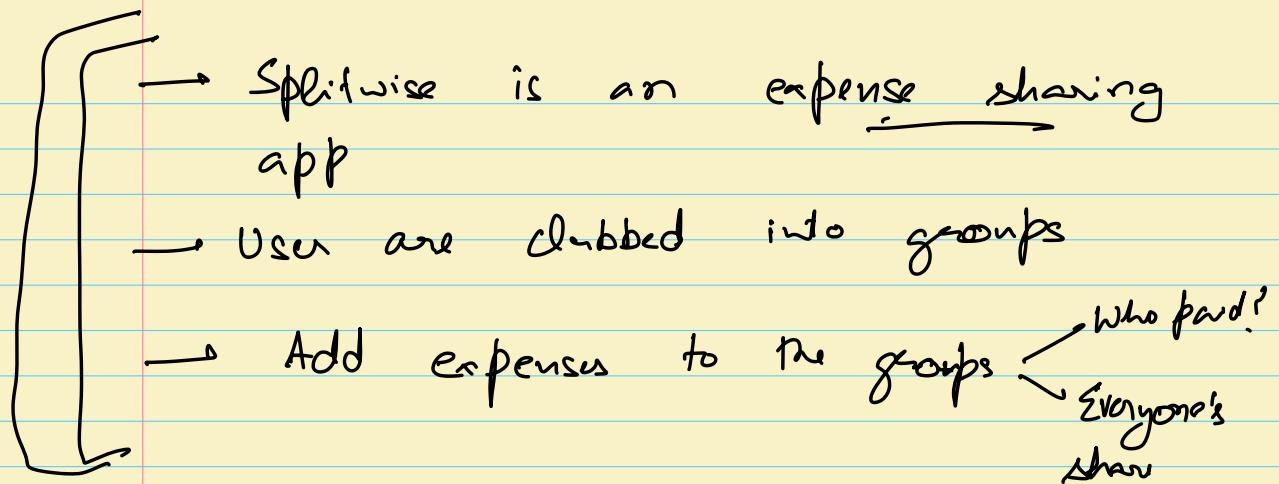 → Splitwise is an expense sharing
app
→ User are clubbed into groups
→ Add expenses to the groups
Who paid?
Everyone's
share